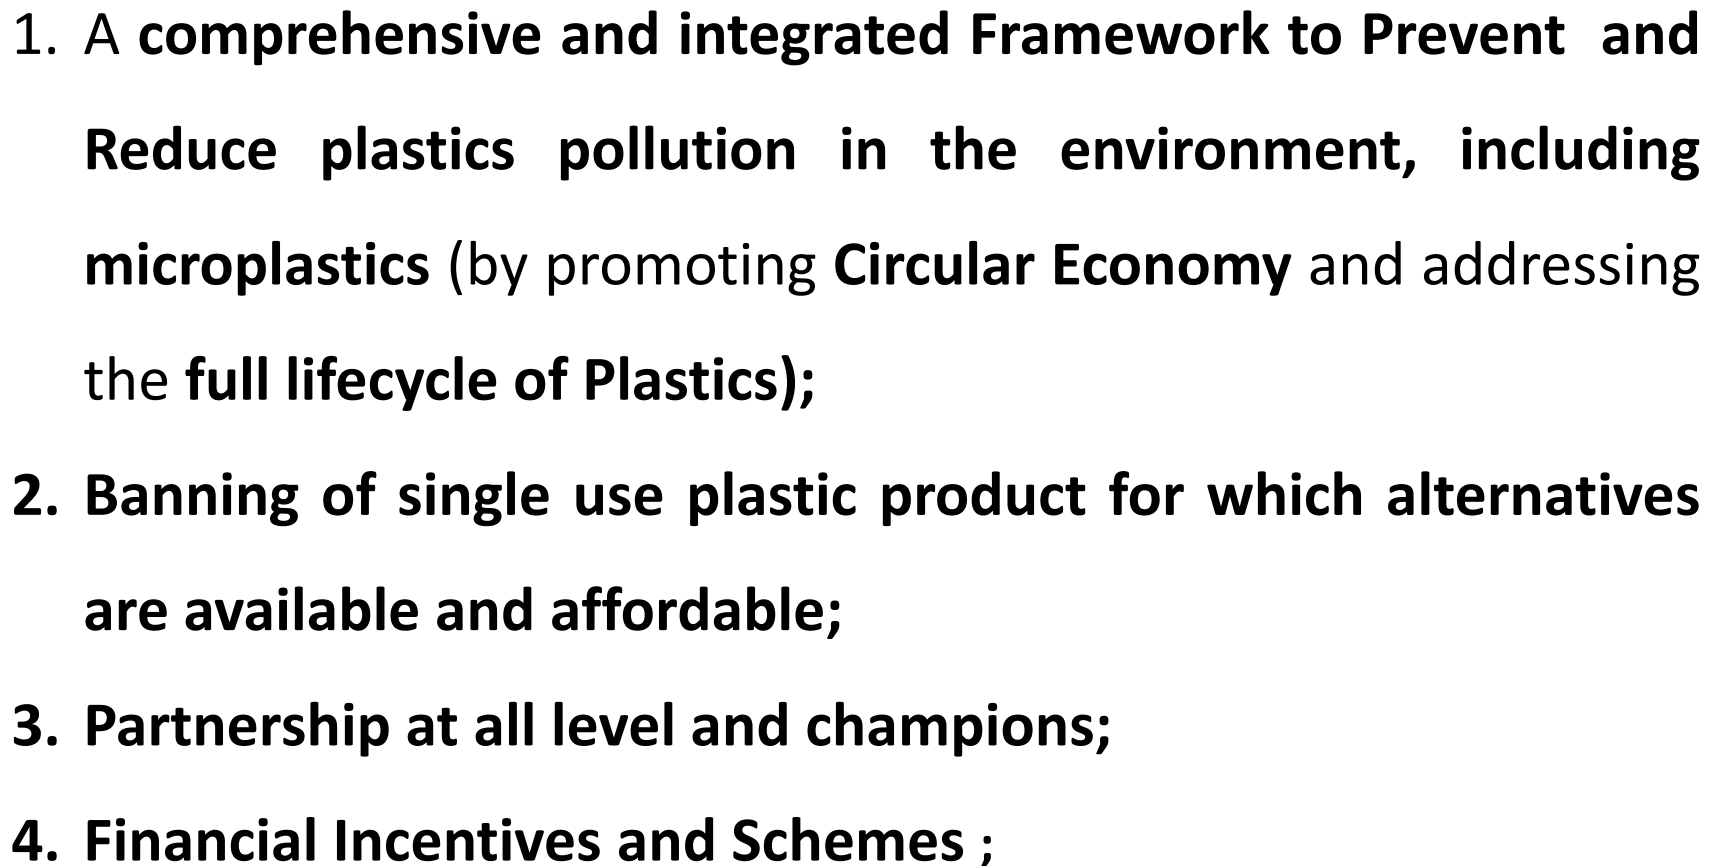 1. A comprehensive and integrated Framework to Prevent and
Reduce plastics pollution in the environment, including
microplastics (by promoting Circular Economy and addressing
the full lifecycle of Plastics);
2. Banning of single use plastic product for which alternatives
are available and affordable;
3. Partnership at all level and champions;
4. Financial Incentives and Schemes ;